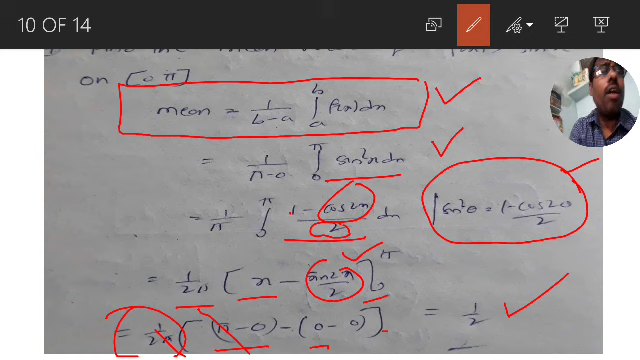 10 OF 14
on [0 π]
mean = 1/(b-a) ∫_a^b f(x)dx
= 1/(π-0) ∫_0^π sin²x dx
= 1/π ∫_0^π (1 - cos2x)/2 dx
sin²θ = (1-cos2θ)/2
= 1/2π [x - sin2x/2]_0^π
= 1/2π [(π-0) - (0-0)]
= 1/2